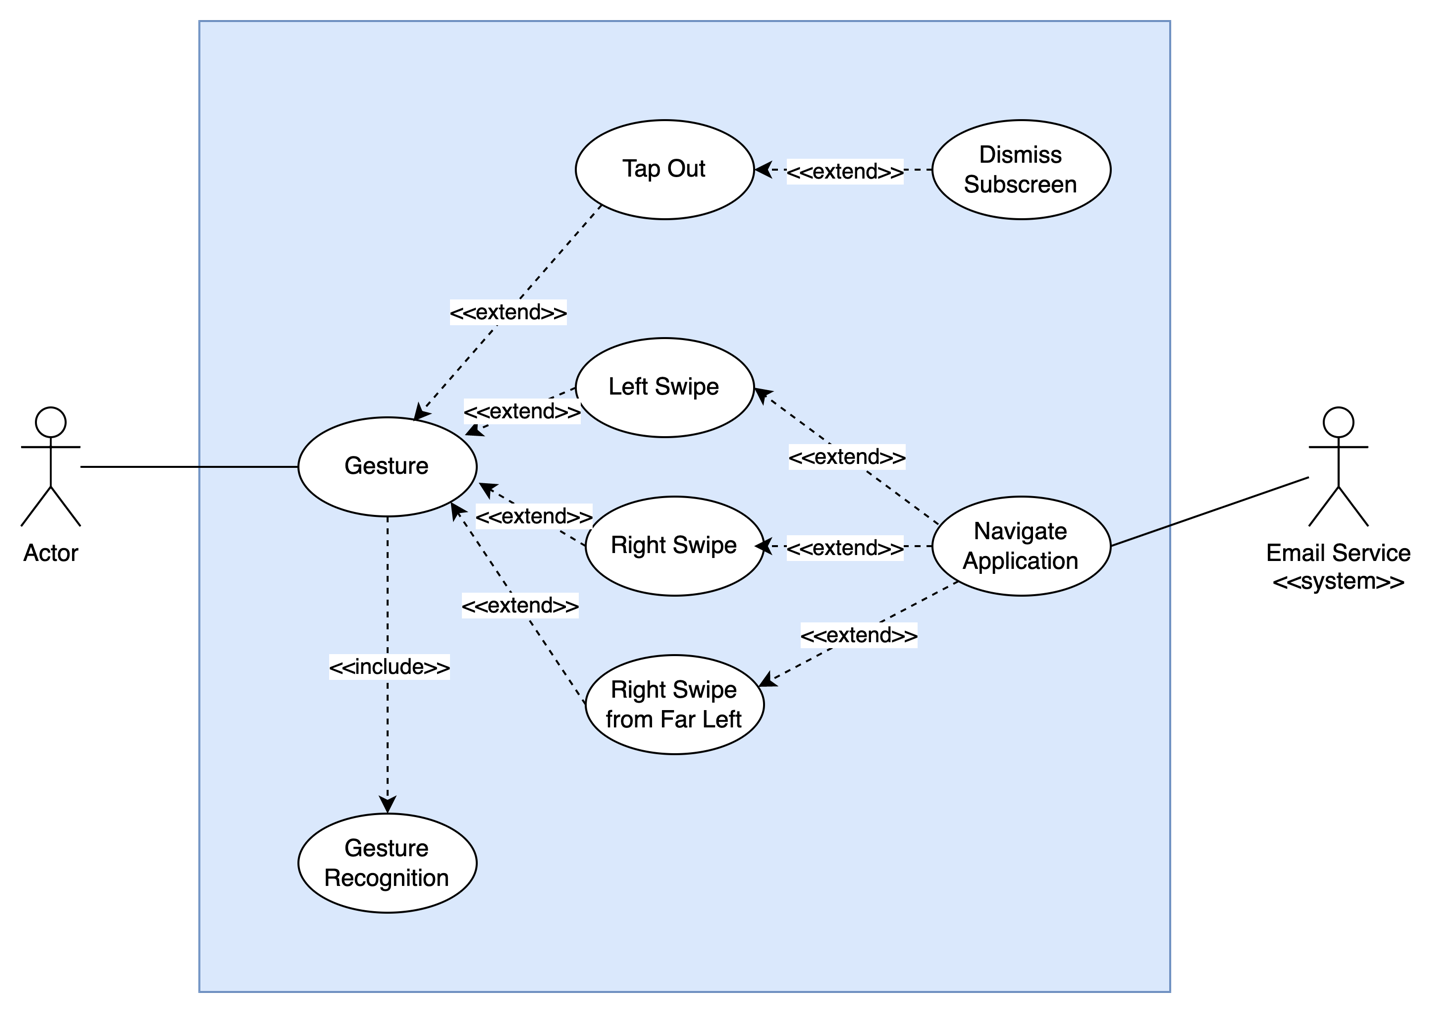 Tap Out
<<extend>>
Dismiss
Subscreen
<<extend>>
Left Swipe
<<extend>>
<<extend>>
Gesture
<<extend>>
Right Swipe
<<extend>>
Navigate
Application
Actor
Email Service
<<system>>
<<extend>>
<<extend>>
<<include>>
Right Swipe
from Far Left
Gesture
Recognition